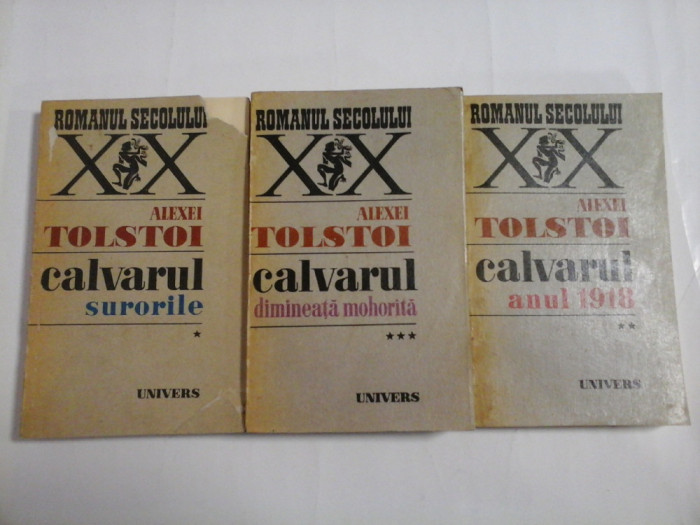 ROMANUL SECOLULUI
XX
ALEXEI
TOLSTOI
calvarul
surorile
*
UNIVERS
ROMANUL SECOLULUI
XX
ALEXEI
TOLSTOI
calvarul
dimineață mohorîtă
***
UNIVERS
ROMANUL SECOLULUI
XX
ALEXEI
TOLSTOI
calvarul
anul 1918
**
UNIVERS